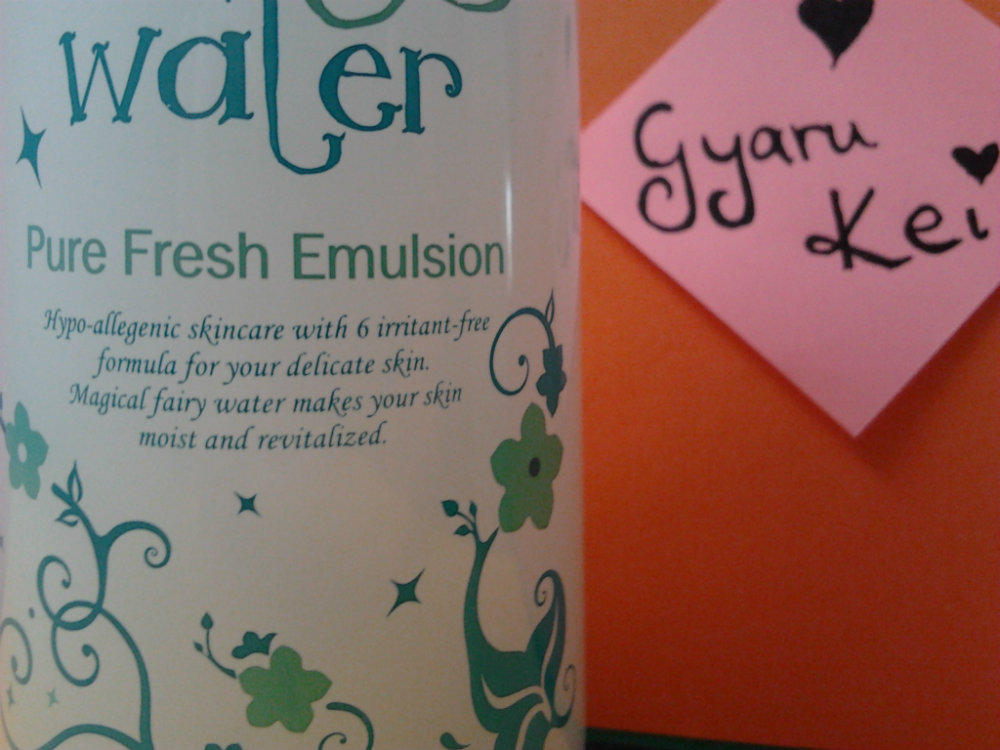 water
Pure Fresh Emulsion
Hypo-allegenic skincare with 6 irritant-free
formula for your delicate skin.
Magical fairy water makes your skin
moist and revitalized.
Gyaru
Kei